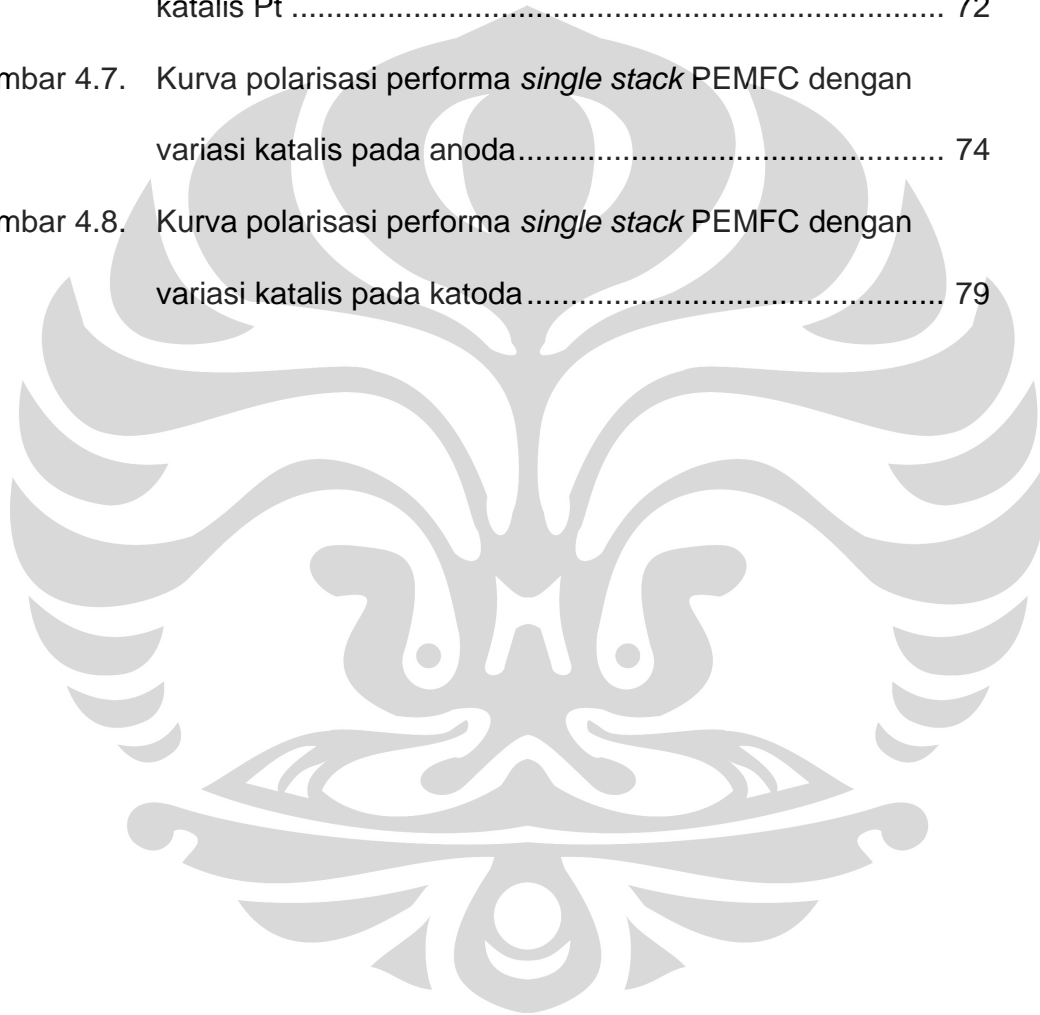 katalis Pt ................................................................................ 72
mbar 4.7. Kurva polarisasi performa single stack PEMFC dengan
variasi katalis pada anoda.................................................... 74
mbar 4.8. Kurva polarisasi performa single stack PEMFC dengan
variasi katalis pada katoda................................................... 79